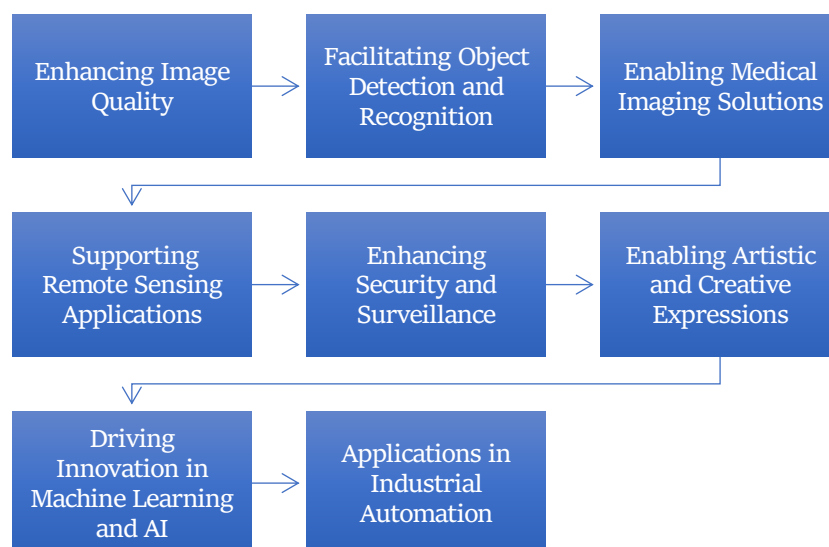 Enhancing Image
Quality
Facilitating Object
Detection and
Recognition
Enabling Medical
Imaging Solutions
Supporting
Remote Sensing
Applications
Enhancing
Security and
Surveillance
Enabling Artistic
and Creative
Expressions
Driving
Innovation in
Machine Learning
and AI
Applications in
Industrial
Automation